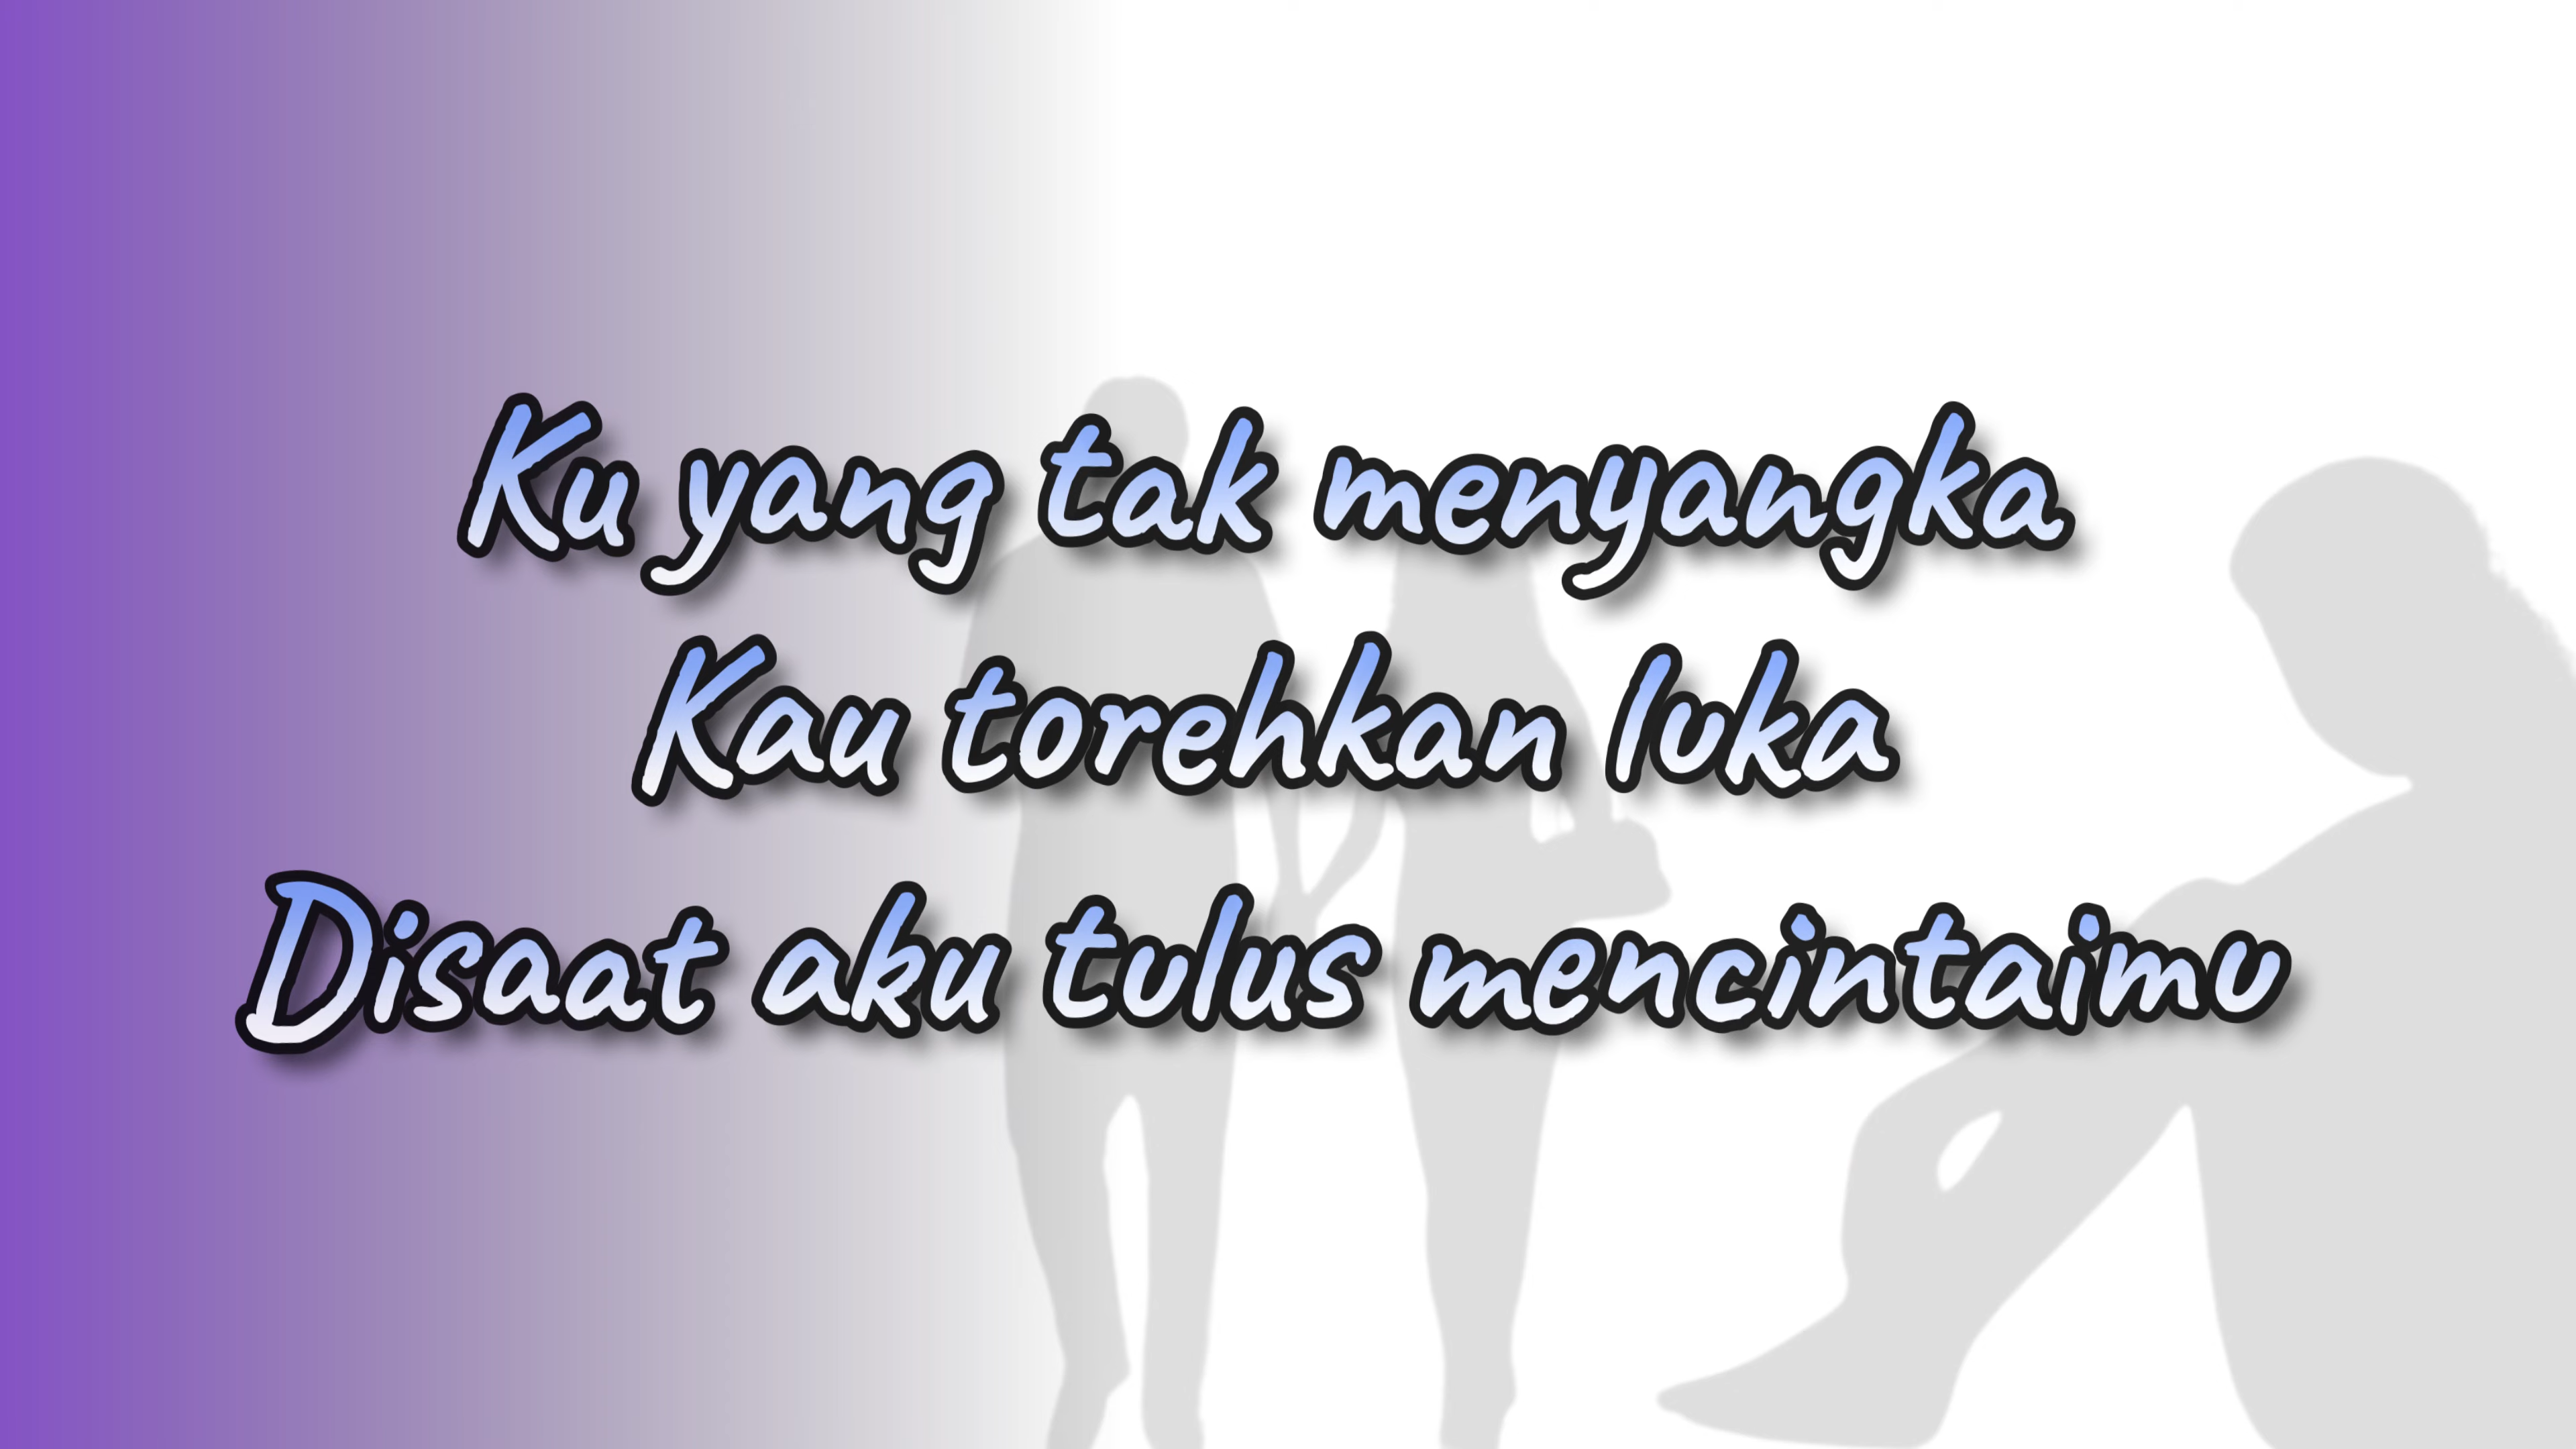 Ku yang tak menyangka
Kau torehkan luka
Disaat aku tulus mencintaimu